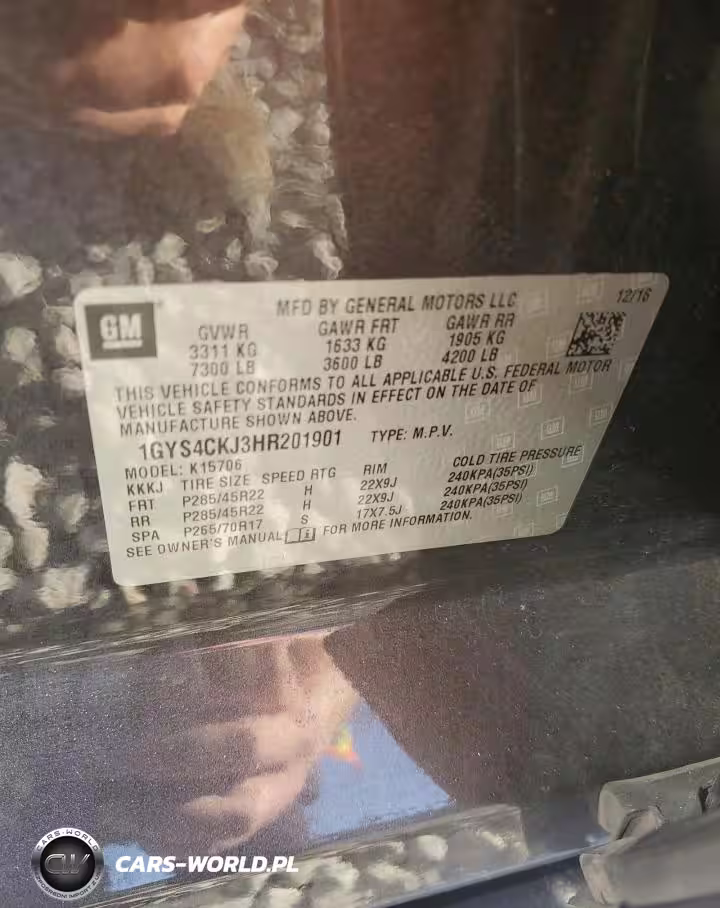 GM
MFD BY GENERAL MOTORS LLC
12/16
GVWR GAWR FRT GAWR RR
3311 KG 1633 KG 1905 KG
7300 LB 3600 LB 4200 LB
THIS VEHICLE CONFORMS TO ALL APPLICABLE U.S. FEDERAL MOTOR
VEHICLE SAFETY STANDARDS IN EFFECT ON THE DATE OF
MANUFACTURE SHOWN ABOVE.
1GYS4CKJ3HR201901 TYPE: M.P.V.
MODEL: K15706
KKKJ TIRE SIZE SPEED RTG RIM COLD TIRE PRESSURE
FRT P285/45R22 H 22X9J 240KPA(35PSI)
RR P285/45R22 H 22X9J 240KPA(35PSI)
SPA P265/70R17 S 17X7.5J 240KPA(35PSI)
SEE OWNER'S MANUAL FOR MORE INFORMATION.
CARS-WORLD
CARS-WORLD.PL